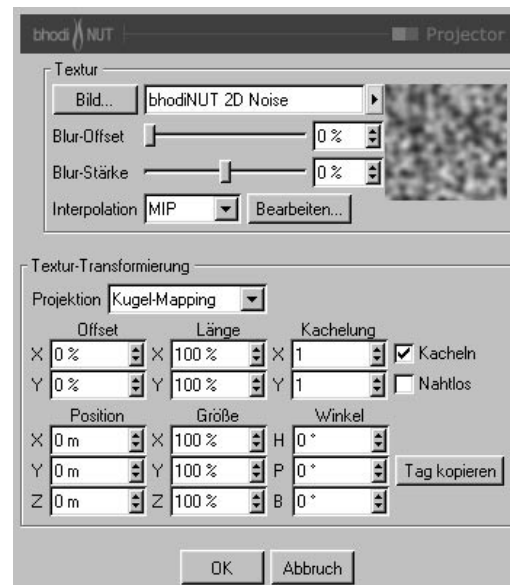 bhodi NUT Projector
Textur
Bild... bhodiNUT 2D Noise
Blur-Offset 0 %
Blur-Stärke 0 %
Interpolation MIP Bearbeiten...
Textur-Transformierung
Projektion Kugel-Mapping
Offset Länge Kachelung
X 0 % X 100 % X 1 Kacheln
Y 0 % Y 100 % Y 1 Nahtlos
Position Größe Winkel
X 0 m X 100 % H 0 °
Y 0 m Y 100 % P 0 ° Tag kopieren
Z 0 m Z 100 % B 0 °
OK Abbruch